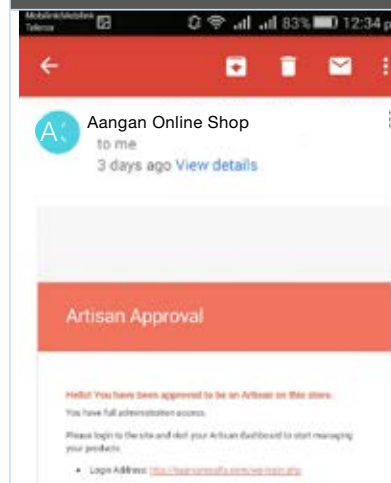 Mobilink/Mobilink
Telenor
83% 12:34 p
A
Aangan Online Shop
to me
3 days ago View details
Artisan Approval
Hello! You have been approved to be an Artisan on this store.
You have full administration access.
Please login to the site and visit your Artisan dashboard to start managing
your products.
• Login Address: